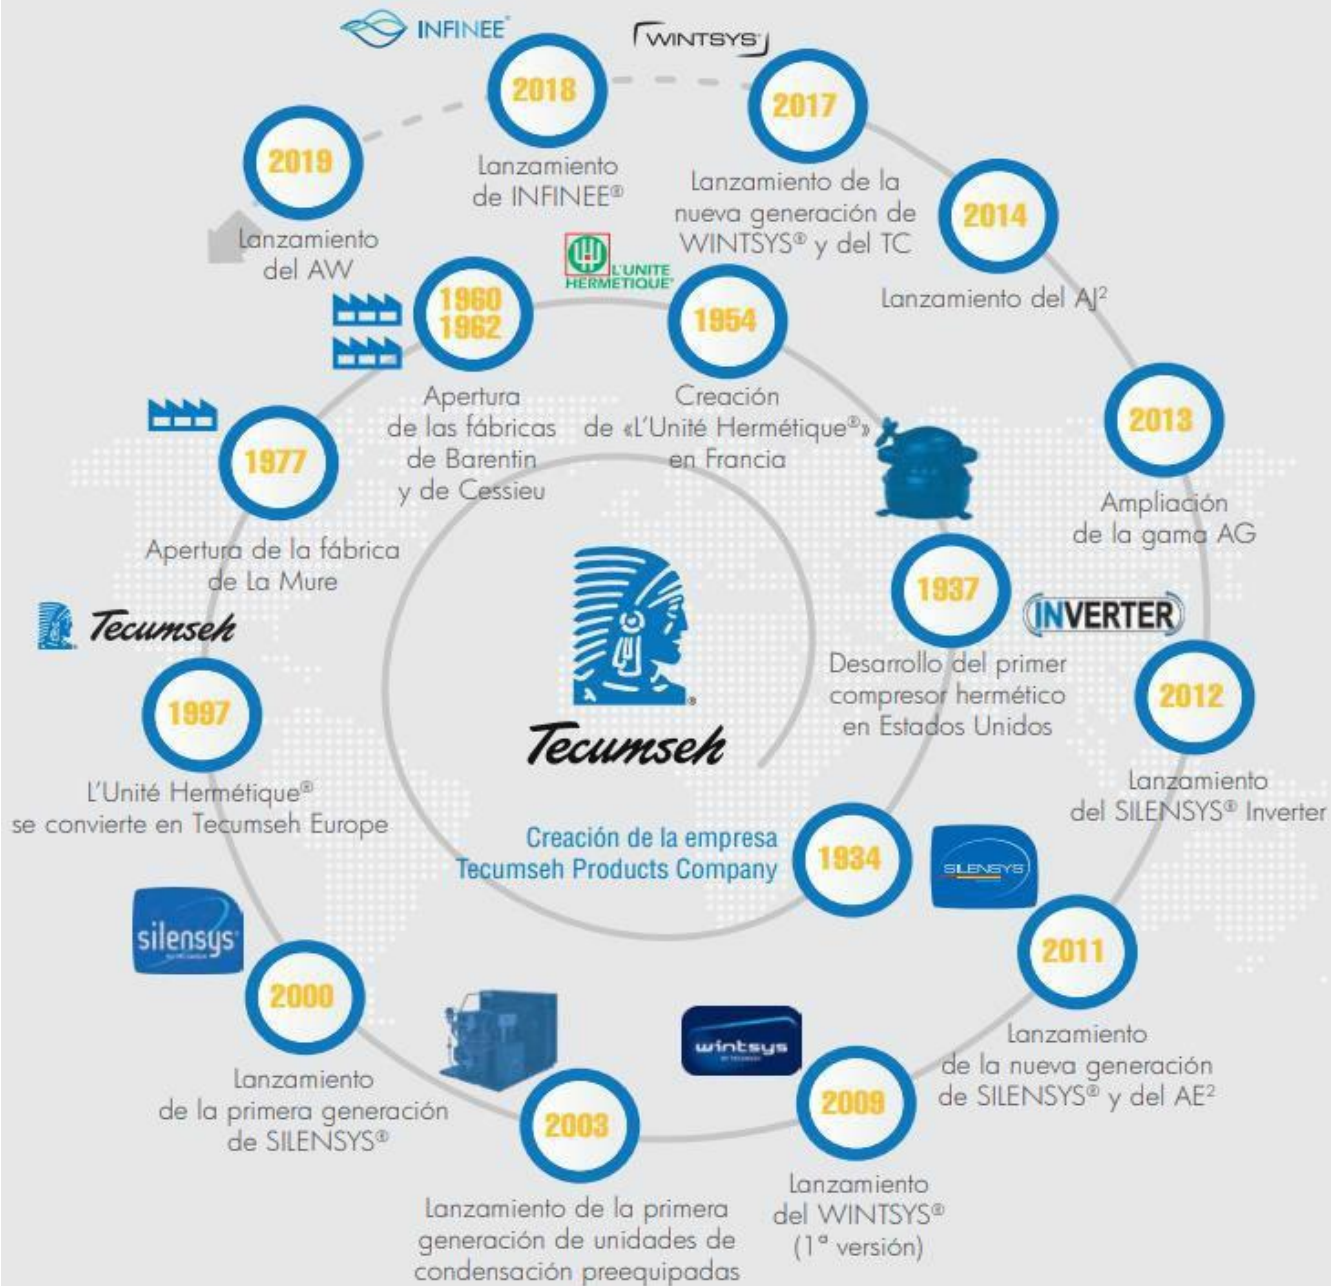 Tecumseh
1934
Creación de la empresa
Tecumseh Products Company
1937
Desarrollo del primer
compresor hermético
en Estados Unidos
L'UNITE
HERMETIQUE®
1954
Creación
de «L'Unité Hermétique®»
en Francia
1960
1962
Apertura
de las fábricas
de Barentin
y de Cessieu
1977
Apertura de la fábrica
de La Mure
Tecumseh
1997
L'Unité Hermétique®
se convierte en Tecumseh Europe
silensys®
2000
Lanzamiento
de la primera generación
de SILENSYS®
2003
Lanzamiento de la primera
generación de unidades de
condensación preequipadas
wintsys
2009
Lanzamiento
del WINTSYS®
(1ª versión)
SILENSYS
2011
Lanzamiento
de la nueva generación
de SILENSYS® y del AE²
INVERTER
2012
Lanzamiento
del SILENSYS® Inverter
2013
Ampliación
de la gama AG
2014
Lanzamiento del AJ²
WINTSYS
2017
Lanzamiento de la
nueva generación de
WINTSYS® y del TC
INFINEE®
2018
Lanzamiento
de INFINEE®
2019
Lanzamiento
del AW